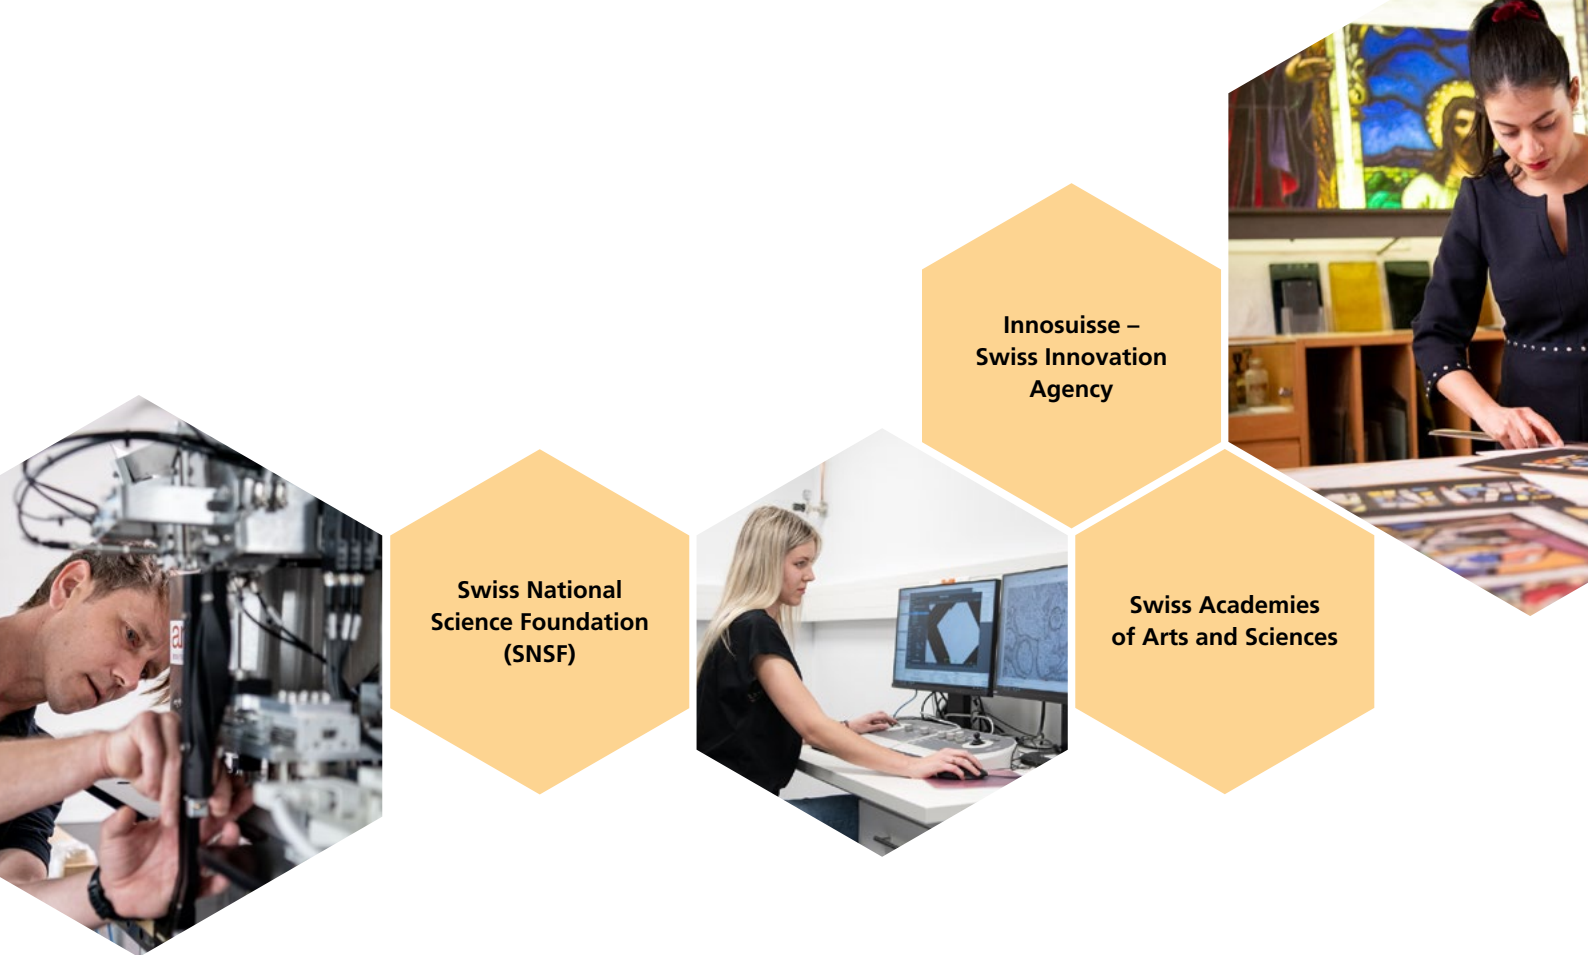 Innosuisse –
Swiss Innovation
Agency
Swiss National
Science Foundation
(SNSF)
Swiss Academies
of Arts and Sciences